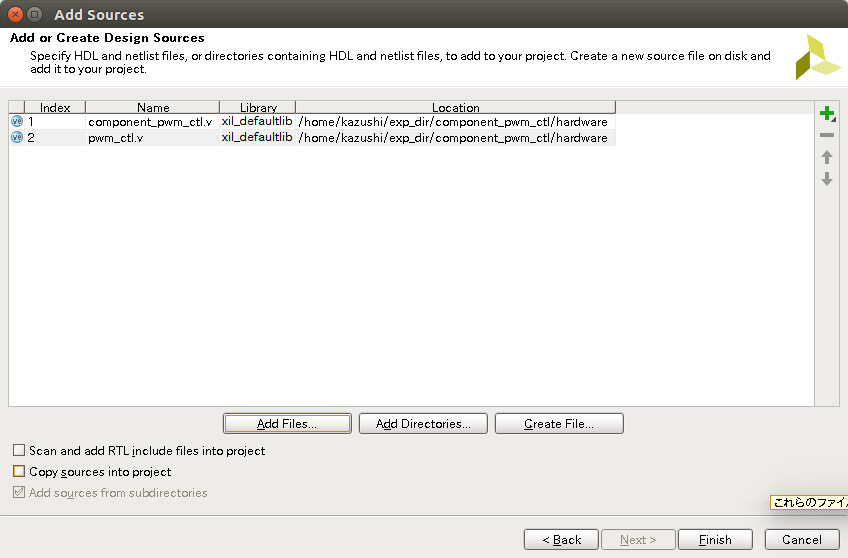 Add Sources
Add or Create Design Sources
Specify HDL and netlist files, or directories containing HDL and netlist files, to add to your project. Create a new source file on disk and
add it to your project.
Index Name Library Location
1 component_pwm_ctl.v xil_defaultlib /home/kazushi/exp_dir/component_pwm_ctl/hardware
2 pwm_ctl.v xil_defaultlib /home/kazushi/exp_dir/component_pwm_ctl/hardware
Add Files... Add Directories... Create File...
Scan and add RTL include files into project
Copy sources into project
Add sources from subdirectories
これらのファイル
< Back Next > Finish Cancel